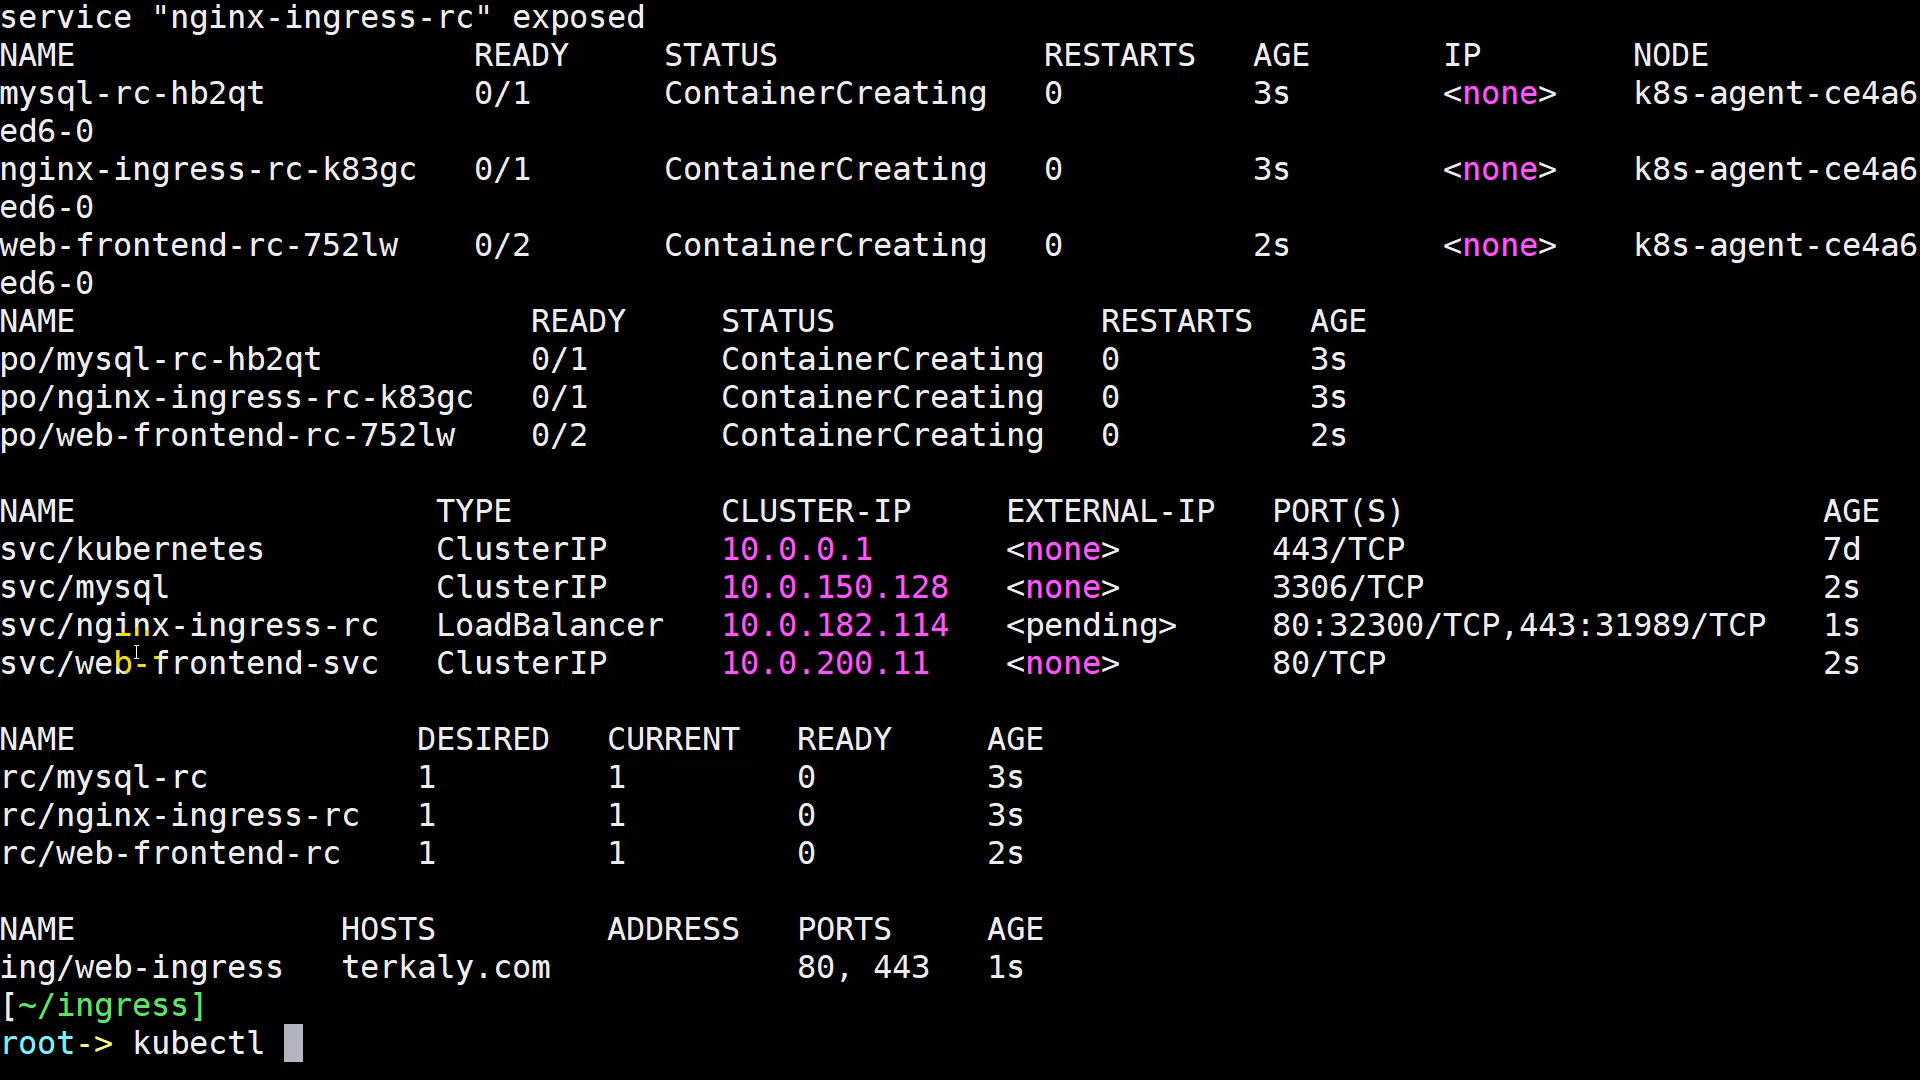 service "nginx-ingress-rc" exposed
NAME READY STATUS RESTARTS AGE IP NODE
mysql-rc-hb2qt 0/1 ContainerCreating 0 3s <none> k8s-agent-ce4a6
ed6-0
nginx-ingress-rc-k83gc 0/1 ContainerCreating 0 3s <none> k8s-agent-ce4a6
ed6-0
web-frontend-rc-752lw 0/2 ContainerCreating 0 2s <none> k8s-agent-ce4a6
ed6-0
NAME READY STATUS RESTARTS AGE
po/mysql-rc-hb2qt 0/1 ContainerCreating 0 3s
po/nginx-ingress-rc-k83gc 0/1 ContainerCreating 0 3s
po/web-frontend-rc-752lw 0/2 ContainerCreating 0 2s
NAME TYPE CLUSTER-IP EXTERNAL-IP PORT(S) AGE
svc/kubernetes ClusterIP 10.0.0.1 <none> 443/TCP 7d
svc/mysql ClusterIP 10.0.150.128 <none> 3306/TCP 2s
svc/nginx-ingress-rc LoadBalancer 10.0.182.114 <pending> 80:32300/TCP,443:31989/TCP 1s
svc/web-frontend-svc ClusterIP 10.0.200.11 <none> 80/TCP 2s
NAME DESIRED CURRENT READY AGE
rc/mysql-rc 1 1 0 3s
rc/nginx-ingress-rc 1 1 0 3s
rc/web-frontend-rc 1 1 0 2s
NAME HOSTS ADDRESS PORTS AGE
ing/web-ingress terkaly.com 80, 443 1s
[~/ingress]
root-> kubectl